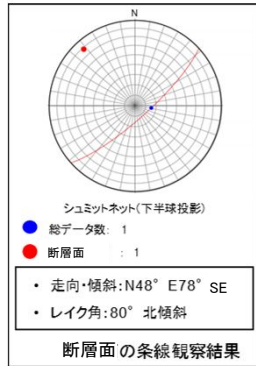 N
シュミットネット(下半球投影)
総データ数: 1
断層面 : 1
・ 走向・傾斜:N48°E78°SE
・ レイク角:80°北傾斜
断層面の条線観察結果